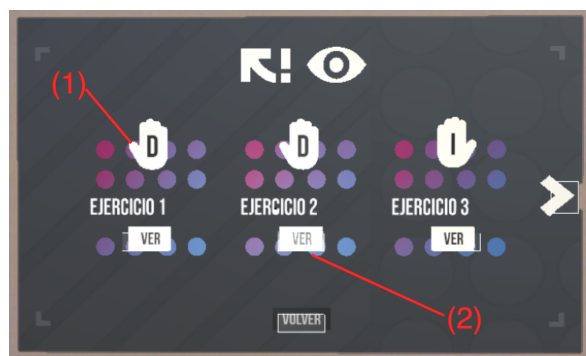 (1)
D D I
EJERCICIO 1 EJERCICIO 2 EJERCICIO 3
VER VER VER
VOLVER
(2)